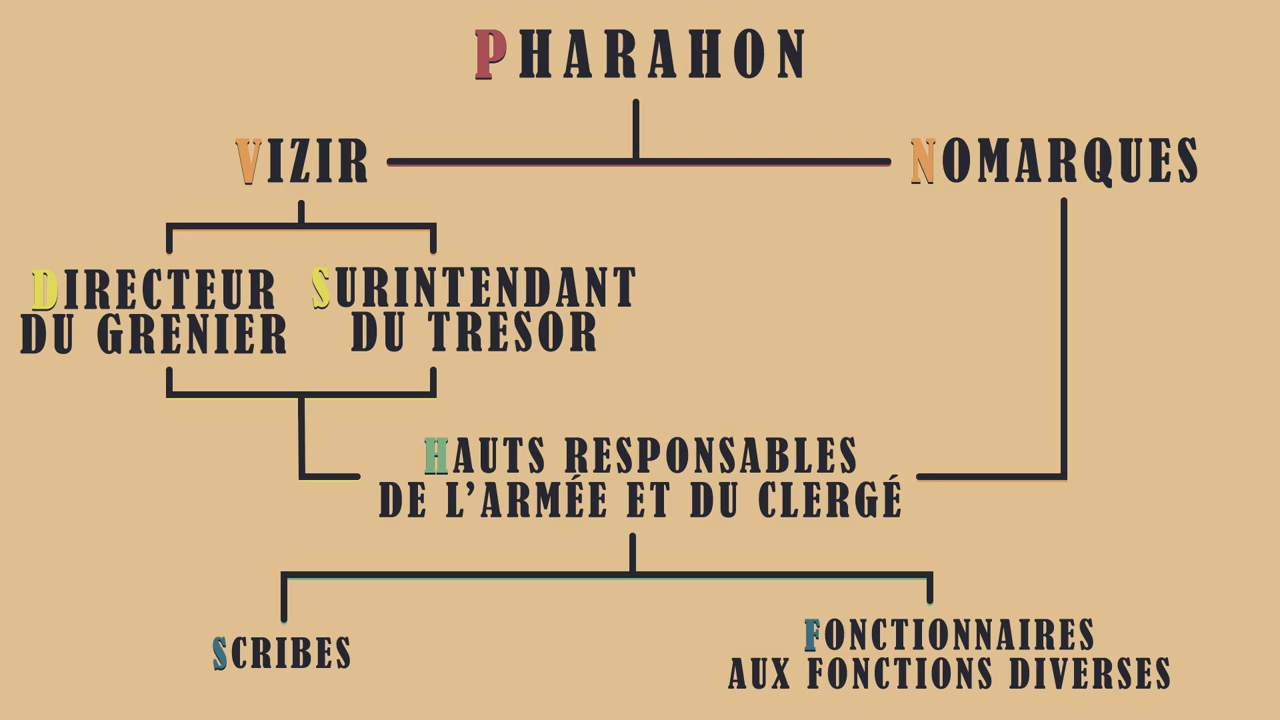 PHARAHON
VIZIR
NOMARQUES
DIRECTEUR
DU GRENIER
SURINTENDANT
DU TRESOR
HAUTS RESPONSABLES
DE L'ARMÉE ET DU CLERGÉ
SCRIBES
FONCTIONNAIRES
AUX FONCTIONS DIVERSES